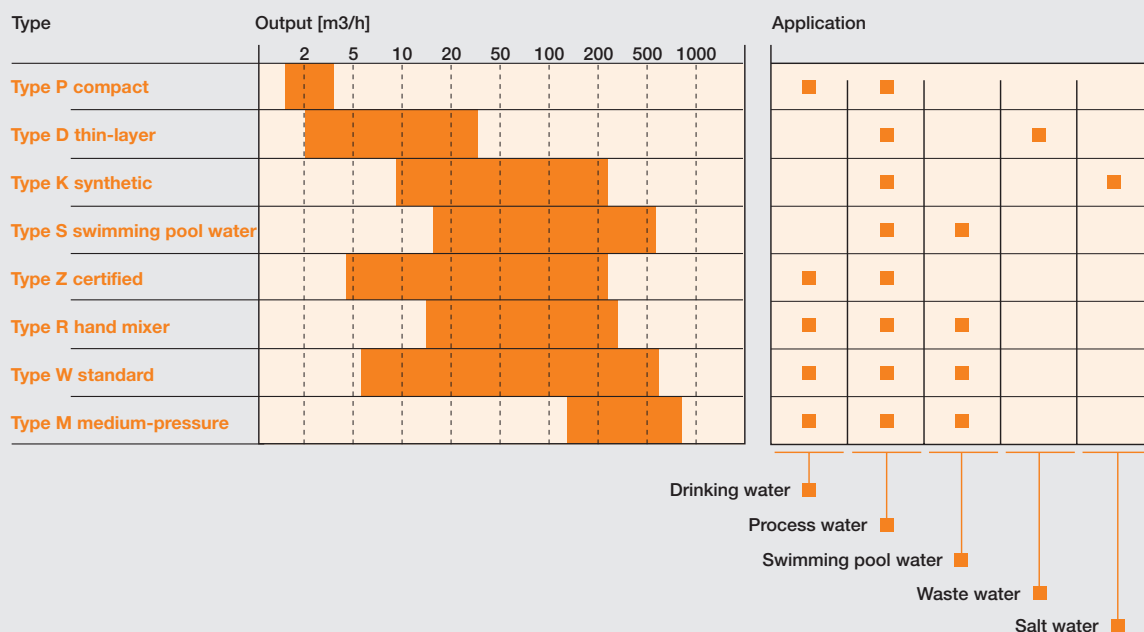 Type Output [m3/h] Application
2 5 10 20 50 100 200 500 1000
Type P compact
Type D thin-layer
Type K synthetic
Type S swimming pool water
Type Z certified
Type R hand mixer
Type W standard
Type M medium-pressure
Drinking water
Process water
Swimming pool water
Waste water
Salt water